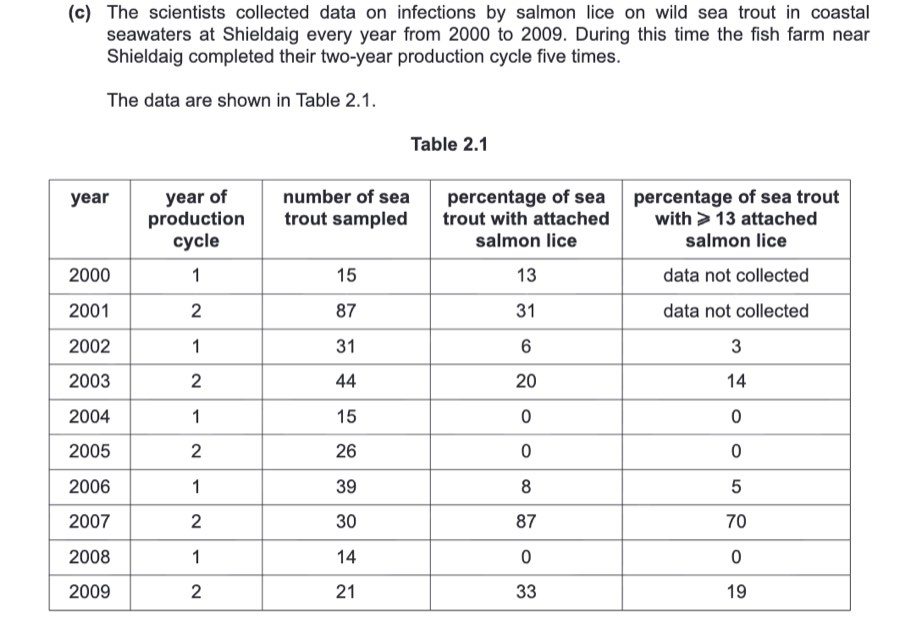 (c) The scientists collected data on infections by salmon lice on wild sea trout in coastal
seawaters at Shieldaig every year from 2000 to 2009. During this time the fish farm near
Shieldaig completed their two-year production cycle five times.
The data are shown in Table 2.1.
Table 2.1
year | year of production cycle | number of sea trout sampled | percentage of sea trout with attached salmon lice | percentage of sea trout with ⩾ 13 attached salmon lice
2000 | 1 | 15 | 13 | data not collected
2001 | 2 | 87 | 31 | data not collected
2002 | 1 | 31 | 6 | 3
2003 | 2 | 44 | 20 | 14
2004 | 1 | 15 | 0 | 0
2005 | 2 | 26 | 0 | 0
2006 | 1 | 39 | 8 | 5
2007 | 2 | 30 | 87 | 70
2008 | 1 | 14 | 0 | 0
2009 | 2 | 21 | 33 | 19